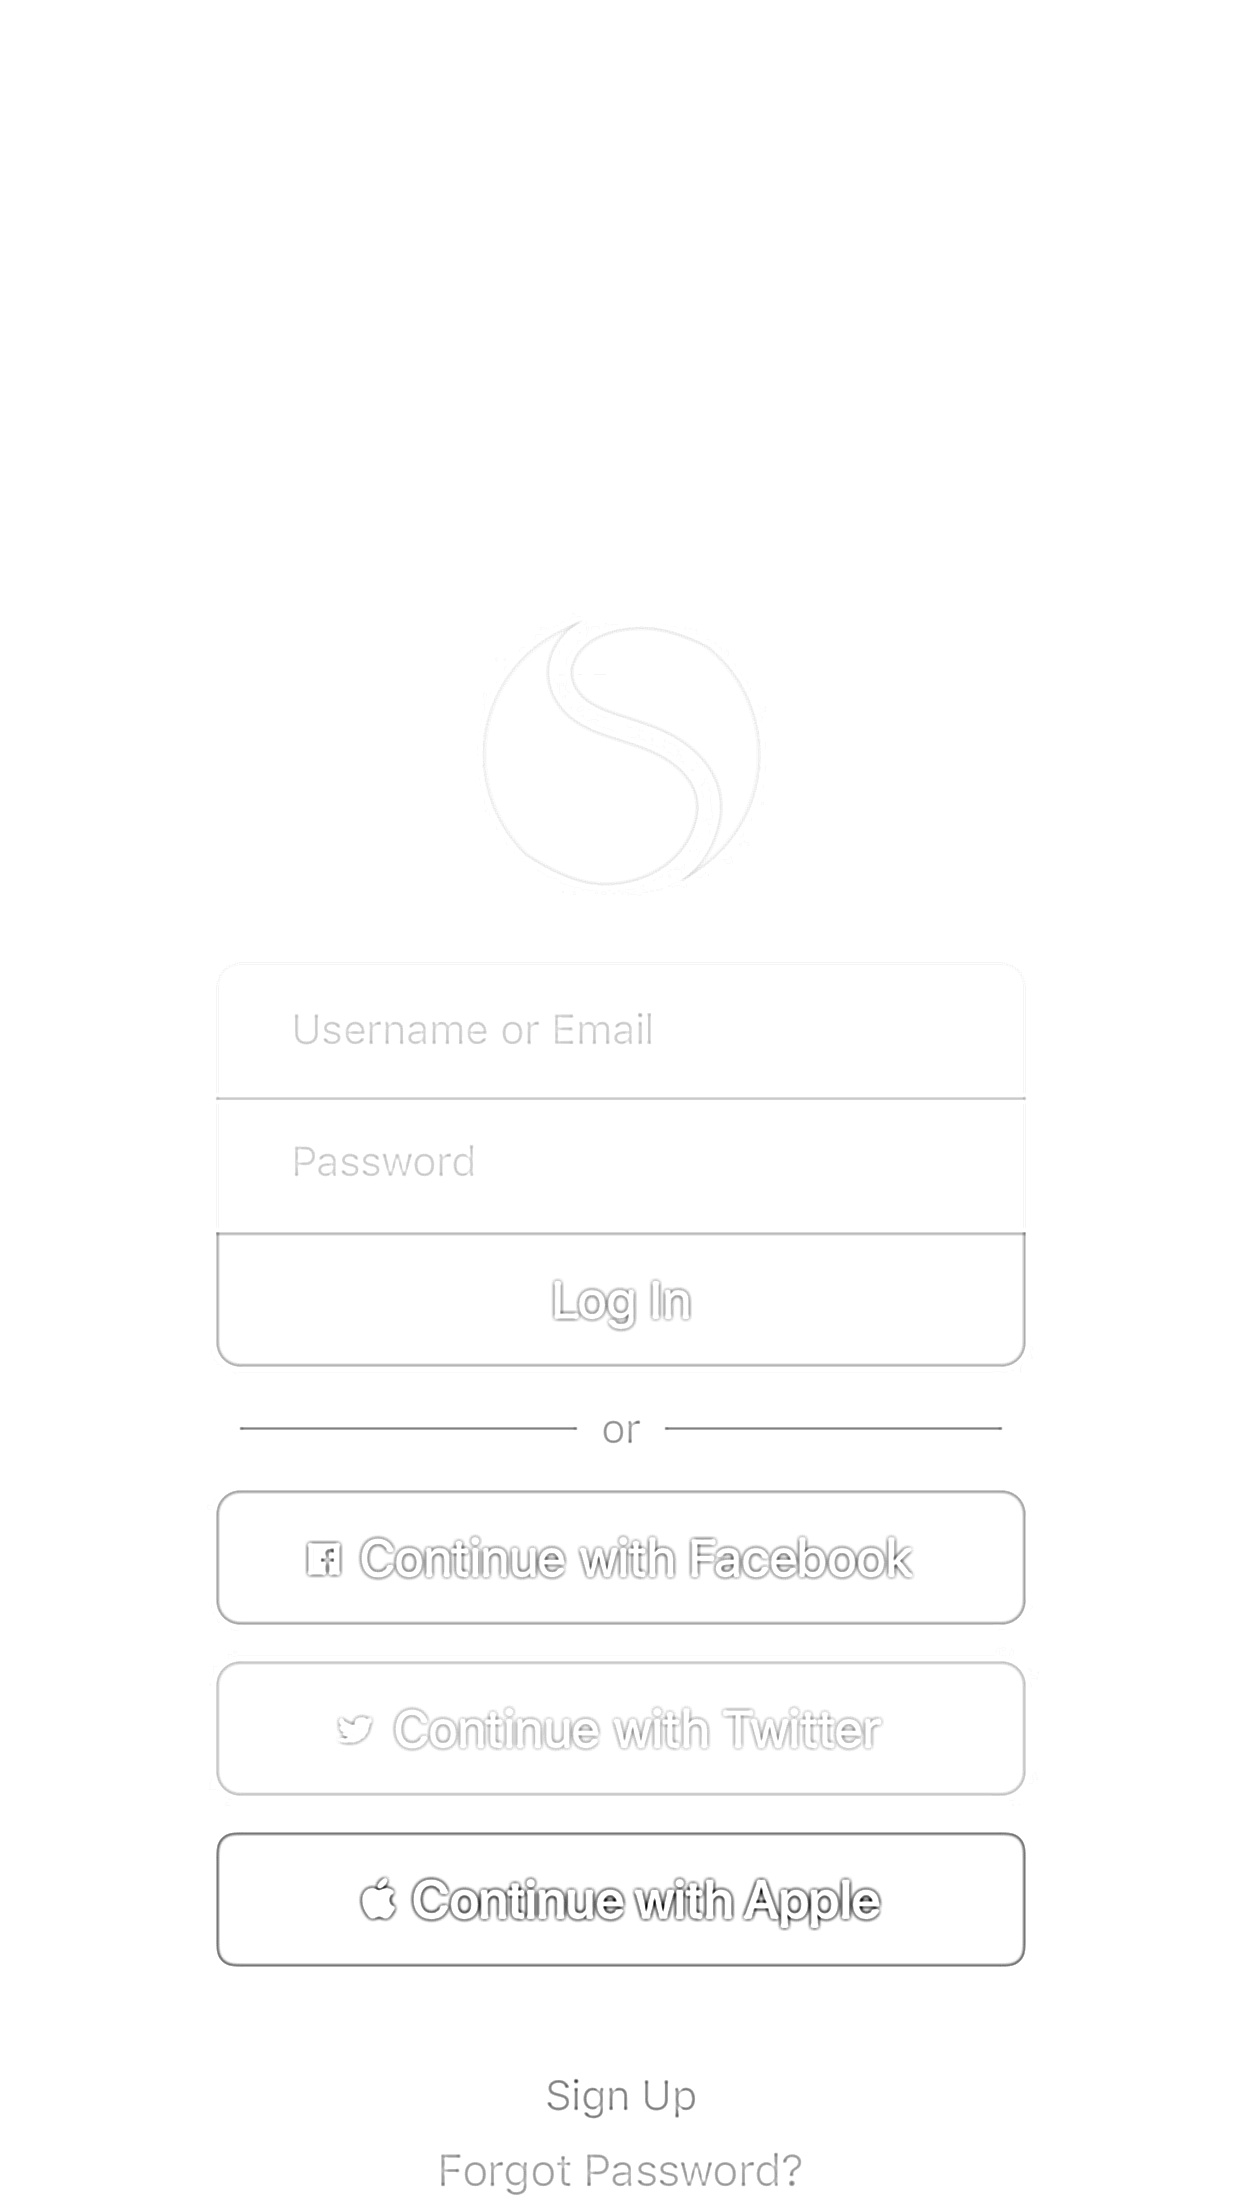 Username or Email
Password
Log In
or
Continue with Facebook
Continue with Twitter
Continue with Apple
Sign Up
Forgot Password?